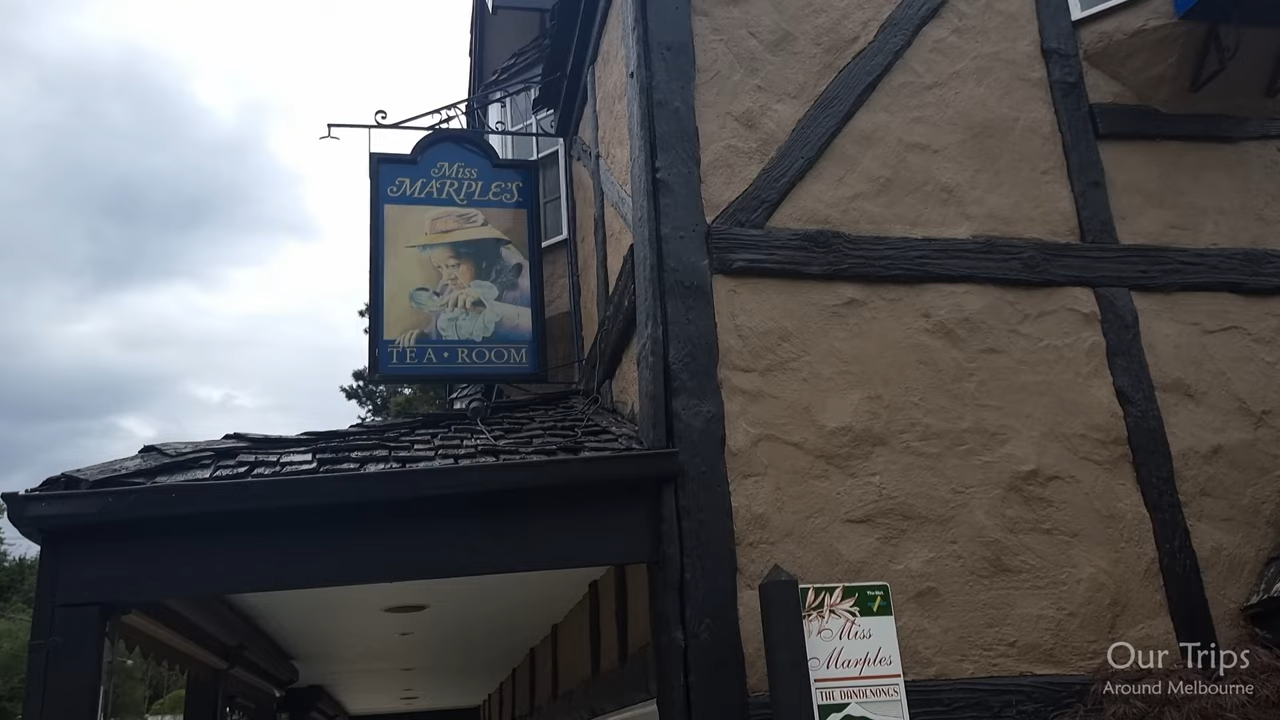 Miss
MARPLE'S
TEA • ROOM
Miss
Marples
THE DANDENONGS
Our Trips
Around Melbourne